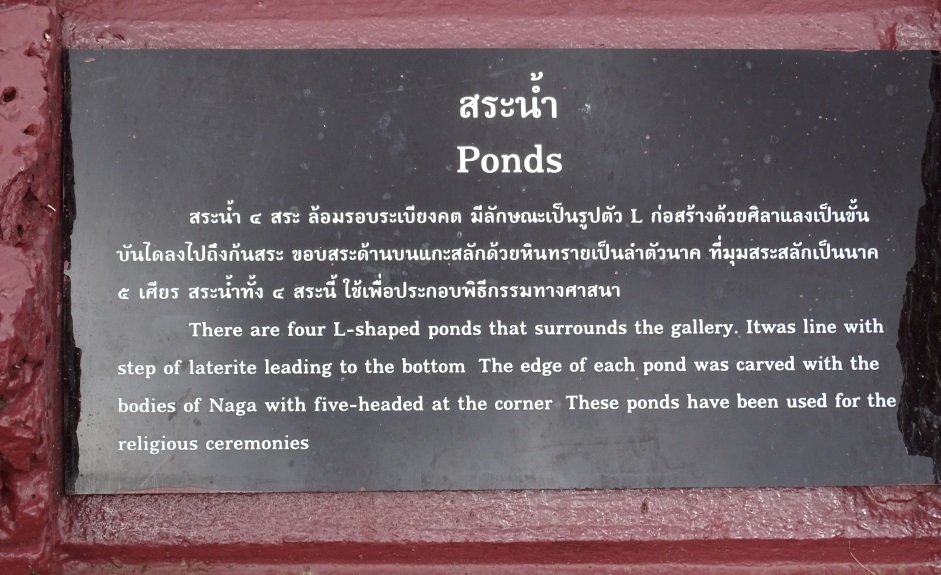 สระน้ำ
Ponds
สระน้ำ ๔ สระ ล้อมรอบระเบียงคต มีลักษณะเป็นรูปตัว L ก่อสร้างด้วยศิลาแลงเป็นขั้น
บันไดลงไปถึงก้นสระ ขอบสระด้านบนแกะสลักด้วยหินทรายเป็นลำตัวนาค ที่มุมสระสลักเป็นนาค
๕ เศียร สระน้ำทั้ง ๔ สระนี้ ใช้เพื่อประกอบพิธีกรรมทางศาสนา
There are four L-shaped ponds that surrounds the gallery. Itwas line with
step of laterite leading to the bottom The edge of each pond was carved with the
bodies of Naga with five-headed at the corner These ponds have been used for the
religious ceremonies